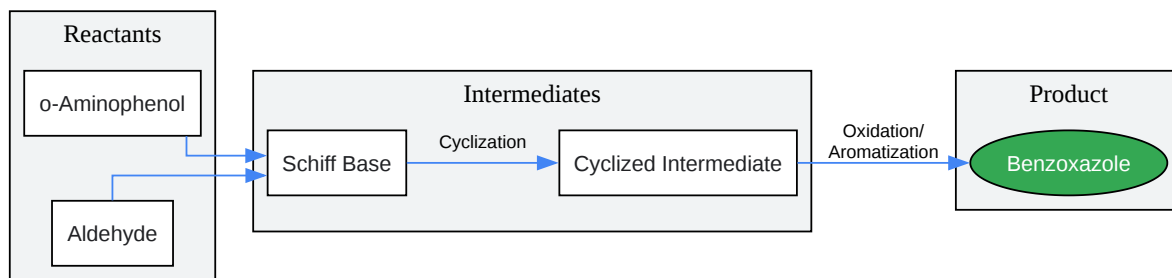 Reactants
o-Aminophenol
Aldehyde
Intermediates
Schiff Base
Cyclization
Cyclized Intermediate
Oxidation/
Aromatization
Product
Benzoxazole